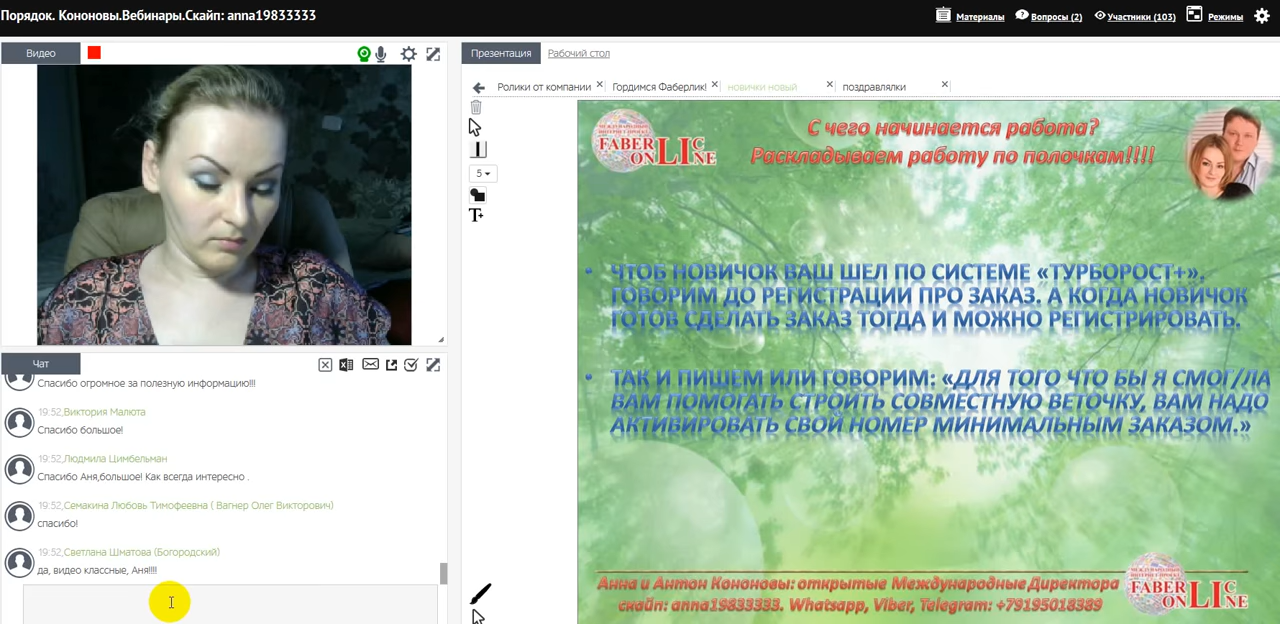 Порядок. Кононовы.Вебинары.Скайп: anna19833333
Материалы
Вопросы (2)
Участники (103)
Режимы
Видео
Презентация
Рабочий стол
Ролики от компании
Гордимся Фаберлик!
новички новый
поздравлялки
5
T+
FABER
ONLINE
CLIC
С чего начинается работа?
Раскладываем работу по полочкам!!!!
• ЧТОБ НОВИЧОК ВАШ ШЕЛ ПО СИСТЕМЕ «ТУРБОРОСТ+».
ГОВОРИМ ДО РЕГИСТРАЦИИ ПРО ЗАКАЗ. А КОГДА НОВИЧОК
ГОТОВ СДЕЛАТЬ ЗАКАЗ ТОГДА И МОЖНО РЕГИСТРИРОВАТЬ.
• ТАК И ПИШЕМ ИЛИ ГОВОРИМ: «ДЛЯ ТОГО ЧТО БЫ Я СМОГ/ЛА
ВАМ ПОМОГАТЬ СТРОИТЬ СОВМЕСТНУЮ ВЕТОЧКУ, ВАМ НАДО
АКТИВИРОВАТЬ СВОЙ НОМЕР МИНИМАЛЬНЫМ ЗАКАЗОМ.»
Анна и Антон Кононовы: открытые Международные Директора
скайп: anna19833333. Whatsapp, Viber, Telegram: +79195018389
Чат
Спасибо огромное за полезную информацию!!!
19:52,Виктория Малюта
Спасибо большое!
19:52,Людмила Цимбельман
Спасибо Аня,большое! Как всегда интересно .
19:52,Семакина Любовь Тимофеевна ( Вагнер Олег Викторович)
спасибо!
19:52,Светлана Шматова (Богородский)
да, видео классные, Аня!!!!